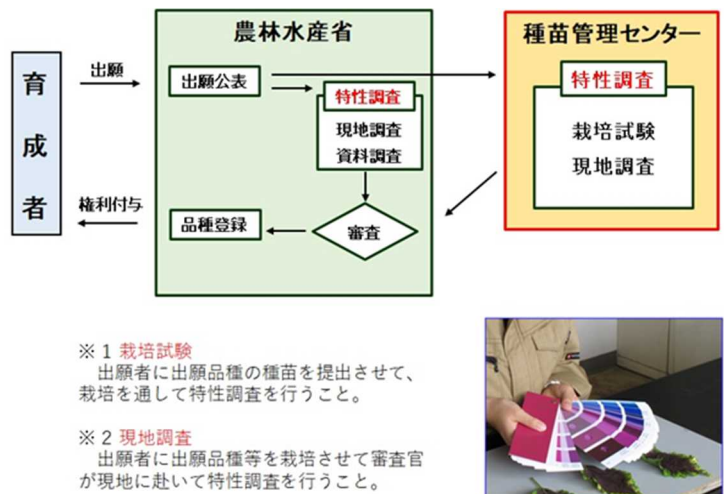 農林水産省
種苗管理センター
育成者
出願
出願公表
特性調査
現地調査
資料調査
特性調査
栽培試験
現地調査
権利付与
品種登録
審査
※1 栽培試験
出願者に出願品種の種苗を提出させて、
栽培を通して特性調査を行うこと。
※2 現地調査
出願者に出願品種等を栽培させて審査官
が現地に赴いて特性調査を行うこと。